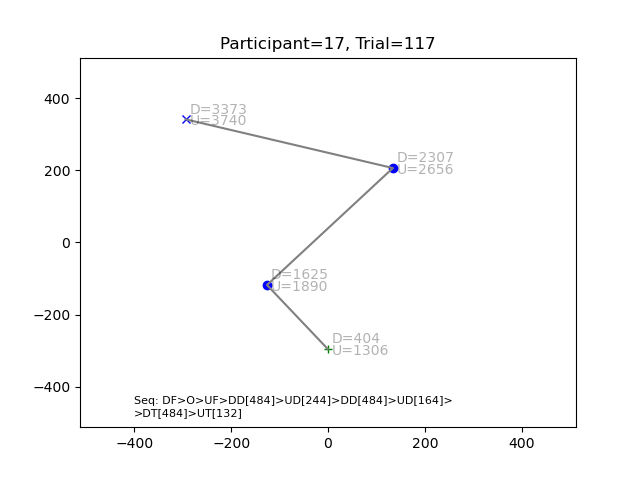 Participant=17, Trial=117
400
200
0
−200
−400
D=3373
U=3740
D=2307
U=2656
D=1625
U=1890
D=404
U=1306
Seq: DF>O>UF>DD[484]>UD[244]>DD[484]>UD[164]>
>DT[484]>UT[132]
−400
−200
0
200
400